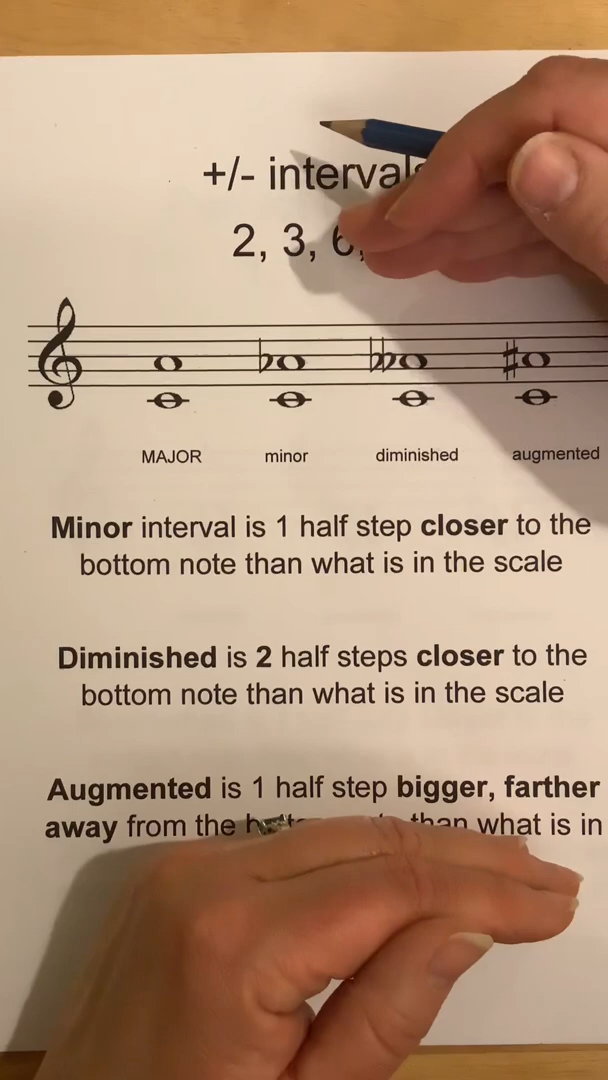 +/- intervals
2, 3, 6,
MAJOR minor diminished augmented
Minor interval is 1 half step closer to the
bottom note than what is in the scale
Diminished is 2 half steps closer to the
bottom note than what is in the scale
Augmented is 1 half step bigger, farther
away from the than what is in